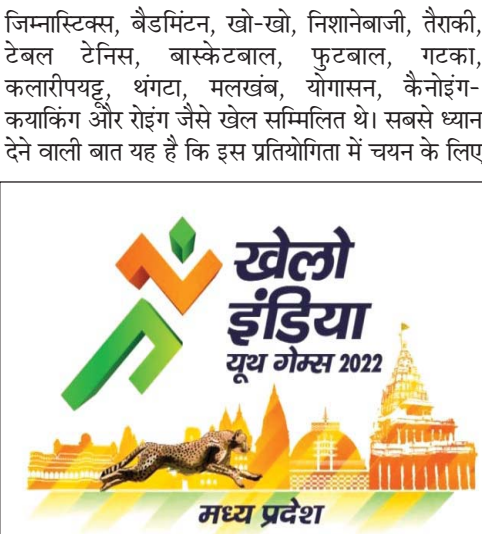 जिम्नास्टिक्स, बैडमिंटन, खो-खो, निशानेबाजी, तैराकी,
टेबल टेनिस, बास्केटबाल, फुटबाल, गटका,
कलारीपयट्टू, थंगटा, मलखंब, योगासन, कैनोइंग-
कयाकिंग और रोइंग जैसे खेल सम्मिलित थे। सबसे ध्यान
देने वाली बात यह है कि इस प्रतियोगिता में चयन के लिए
खेलो
इंडिया
यूथ गेम्स 2022
मध्य प्रदेश